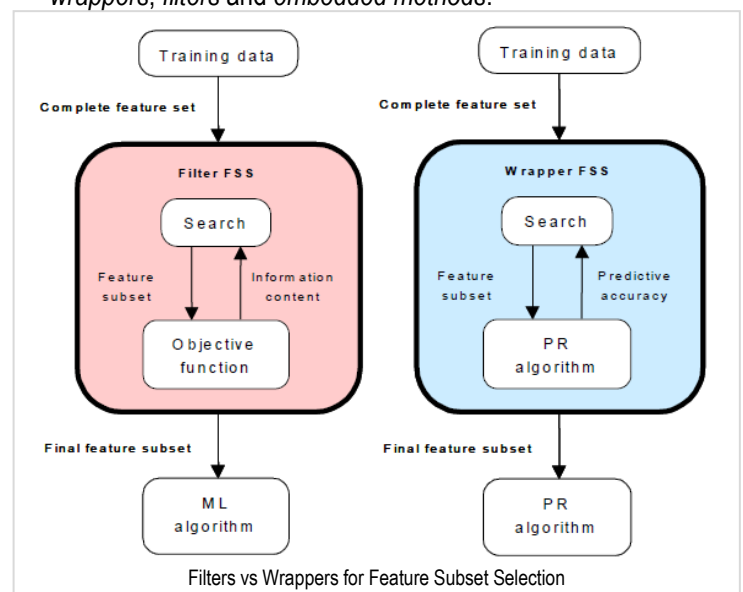 wrappers, filters and embedded methods.
Training data
Complete feature set
Filter FSS
Search
Feature
subset
Information
content
Objective
function
Final feature subset
ML
algorithm
Training data
Complete feature set
Wrapper FSS
Search
Feature
subset
Predictive
accuracy
PR
algorithm
Final feature subset
PR
algorithm
Filters vs Wrappers for Feature Subset Selection